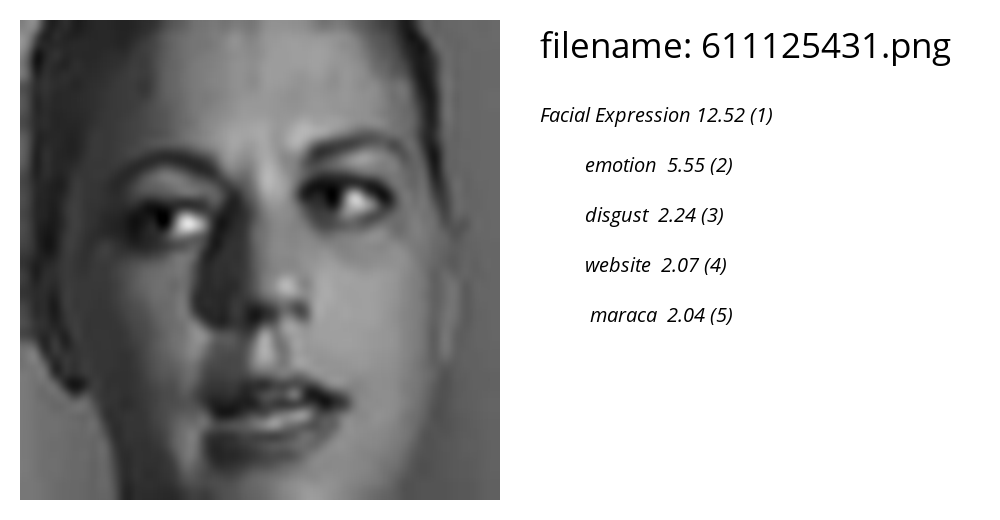 filename: 611125431.png
Facial Expression 12.52 (1)
emotion 5.55 (2)
disgust 2.24 (3)
website 2.07 (4)
maraca 2.04 (5)